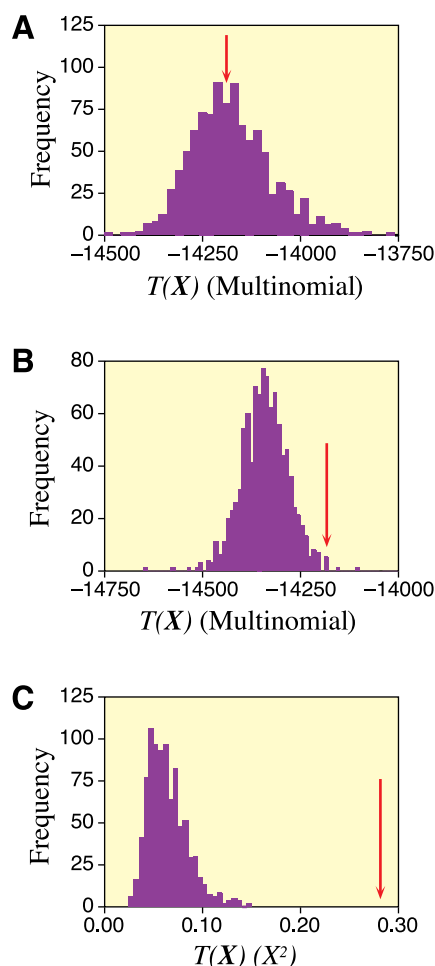 A
125
100
75
50
25
0
Frequency
−14500 −14250 −14000 −13750
T(X) (Multinomial)
B
80
60
40
20
0
Frequency
−14750 −14500 −14250 −14000
T(X) (Multinomial)
C
125
100
75
50
25
0
Frequency
0.00 0.10 0.20 0.30
T(X) (X²)